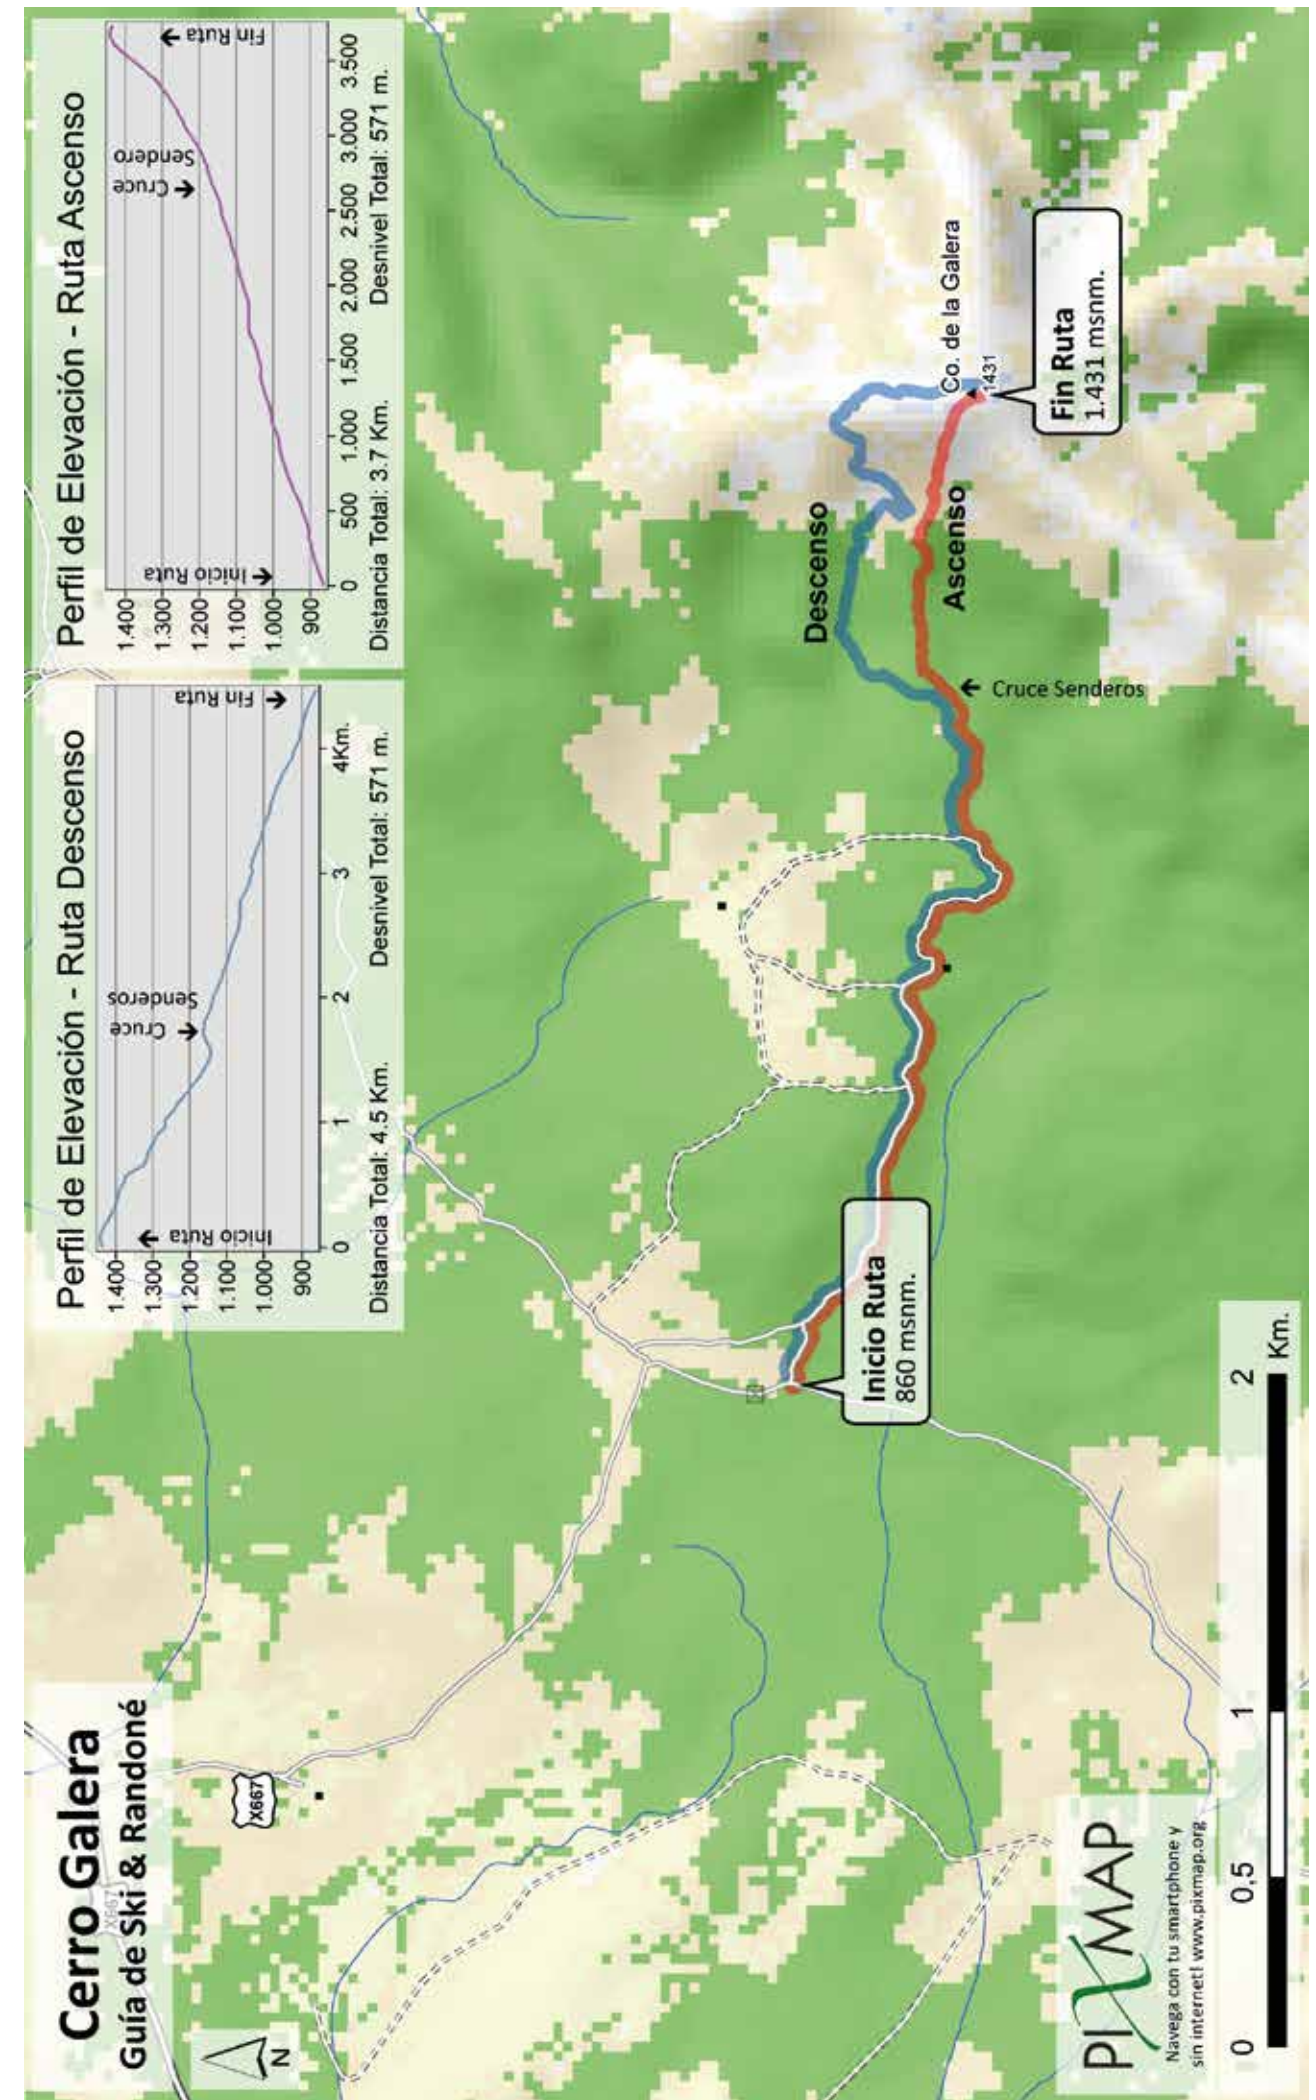 Cerro Galera
Guía de Ski & Randoné
N
X667
X667
Perfil de Elevación - Ruta Descenso
1.400
1.300
1.200
1.100
1.000
900
Inicio Ruta
Cruce
Senderos
Fin Ruta
0
1
2
3
4Km.
Distancia Total: 4.5 Km.
Desnivel Total: 571 m.
Perfil de Elevación - Ruta Ascenso
1.400
1.300
1.200
1.100
1.000
900
Inicio Ruta
Cruce
Sendero
Fin Ruta
0
500
1.000
1.500
2.000
2.500
3.000
3.500
Distancia Total: 3.7 Km.
Desnivel Total: 571 m.
Descenso
Ascenso
Co. de la Galera
1431
Fin Ruta
1.431 msnm.
Cruce Senderos
Inicio Ruta
860 msnm.
PIXMAP
Navega con tu smartphone y
sin internet! www.pixmap.org
0
0,5
1
2
Km.